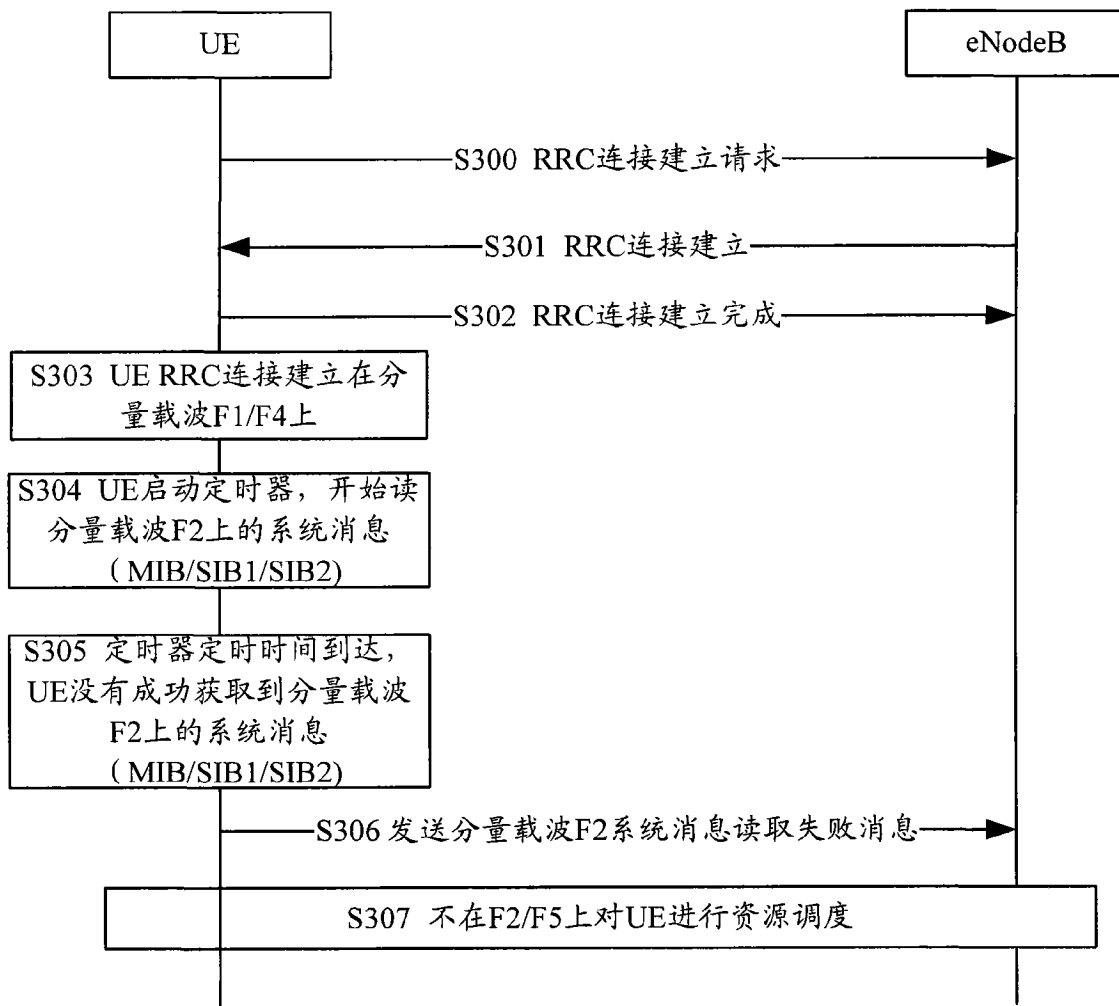 UE
eNodeB
S300 RRC连接建立请求
S301 RRC连接建立
S302 RRC连接建立完成
S303 UE RRC连接建立在分
量载波F1/F4上
S304 UE启动定时器，开始读
分量载波F2上的系统消息
（MIB/SIB1/SIB2)
S305 定时器定时时间到达，
UE没有成功获取到分量载波
F2上的系统消息
（MIB/SIB1/SIB2)
S306 发送分量载波F2系统消息读取失败消息
S307 不在F2/F5上对UE进行资源调度